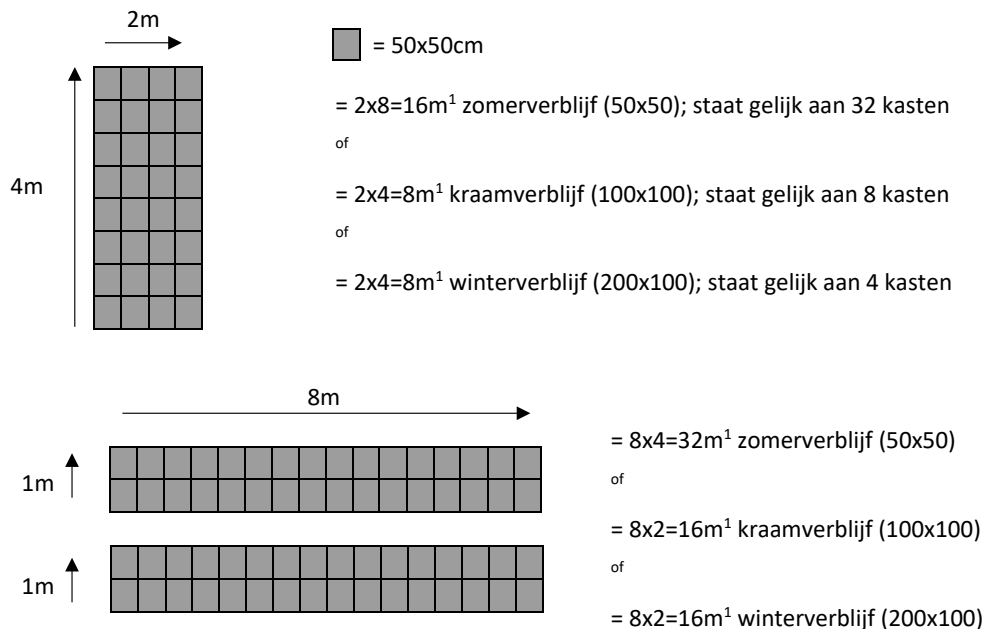 2m
= 50x50cm
= 2x8=16m¹ zomerverblijf (50x50); staat gelijk aan 32 kasten
of
4m
= 2x4=8m¹ kraamverblijf (100x100); staat gelijk aan 8 kasten
of
= 2x4=8m¹ winterverblijf (200x100); staat gelijk aan 4 kasten
8m
= 8x4=32m¹ zomerverblijf (50x50)
1m
of
= 8x2=16m¹ kraamverblijf (100x100)
of
1m
= 8x2=16m¹ winterverblijf (200x100)